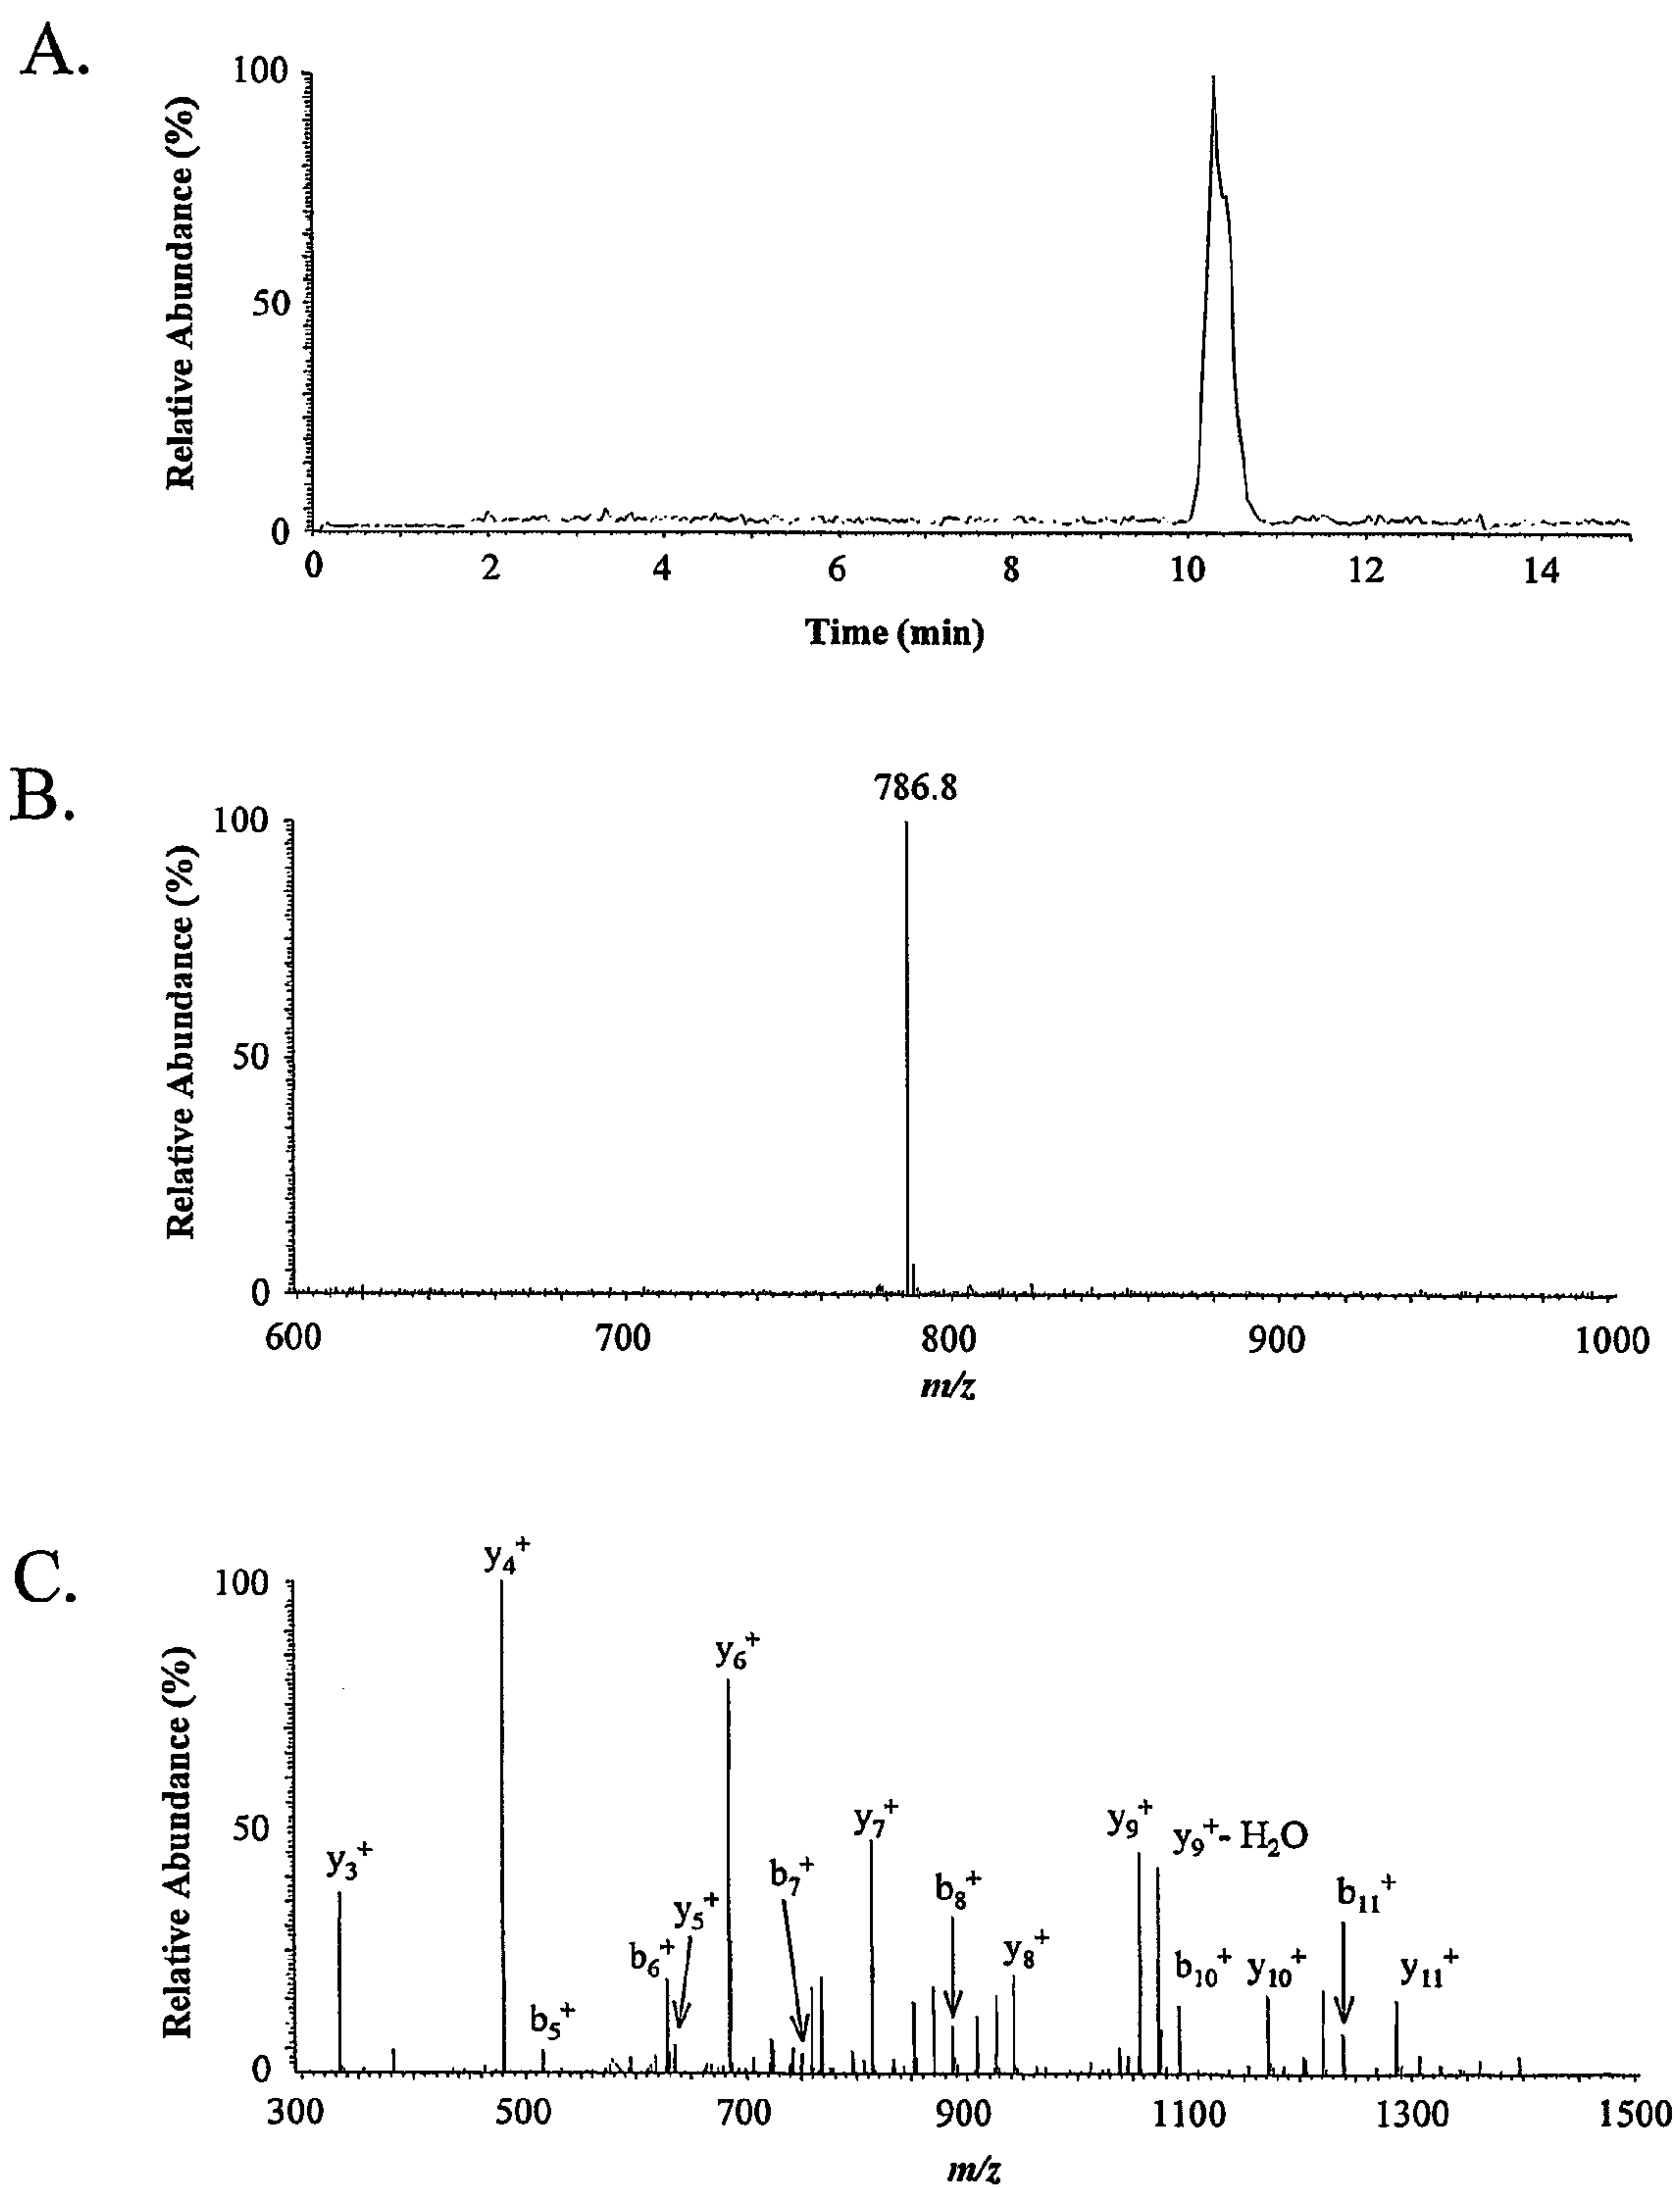 A.
Relative Abundance (%)
100
50
0
0 2 4 6 8 10 12 14
Time (min)
B.
786.8
Relative Abundance (%)
100
50
0
600 700 800 900 1000
m/z
C.
Relative Abundance (%)
100
50
0
y₃⁺
y₄⁺
b₅⁺
b₆⁺
y₅⁺
y₆⁺
b₇⁺
y₇⁺
b₈⁺
y₈⁺
y₉⁺
y₉⁺- H₂O
b₁₀⁺
y₁₀⁺
b₁₁⁺
y₁₁⁺
300 500 700 900 1100 1300 1500
m/z